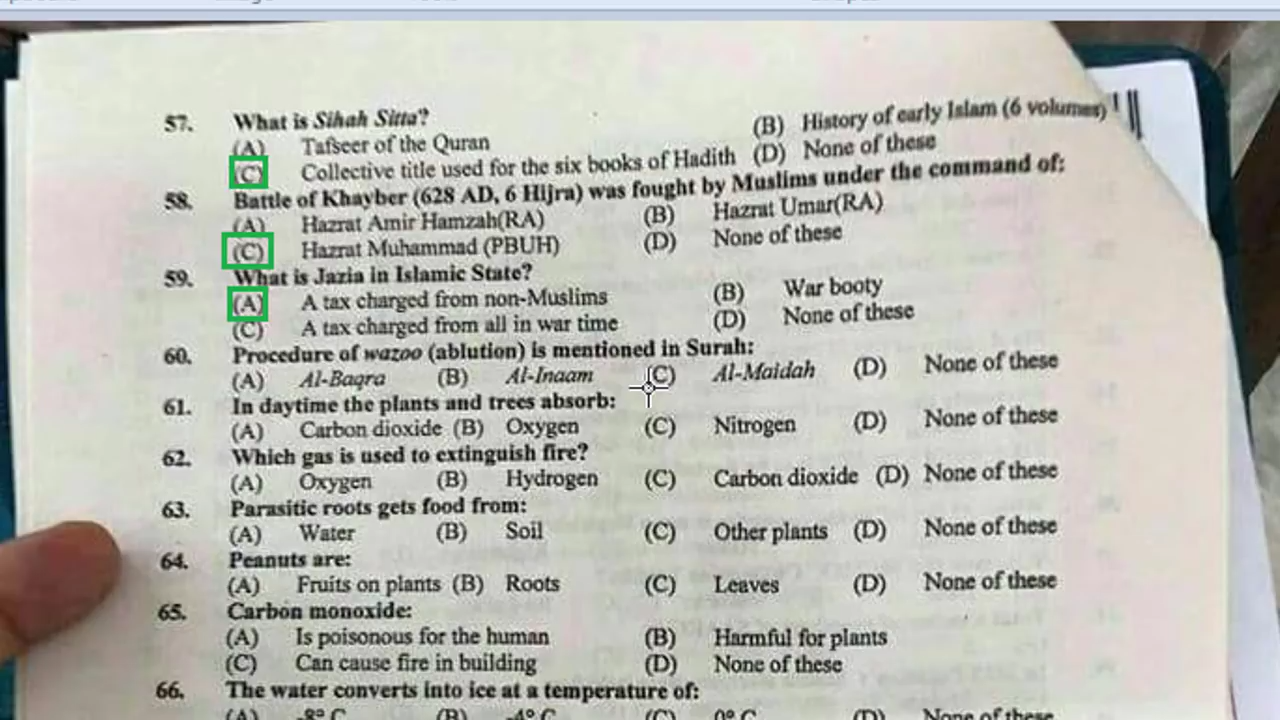 57. What is Sihah Sitta?
(A) Tafseer of the Quran (B) History of early Islam (6 volumes)
(C) Collective title used for the six books of Hadith (D) None of these
58. Battle of Khayber (628 AD, 6 Hijra) was fought by Muslims under the command of:
(A) Hazrat Amir Hamzah(RA) (B) Hazrat Umar(RA)
(C) Hazrat Muhammad (PBUH) (D) None of these
59. What is Jazia in Islamic State?
(A) A tax charged from non-Muslims (B) War booty
(C) A tax charged from all in war time (D) None of these
60. Procedure of wazoo (ablution) is mentioned in Surah:
(A) Al-Baqra (B) Al-Inaam (C) Al-Maidah (D) None of these
61. In daytime the plants and trees absorb:
(A) Carbon dioxide (B) Oxygen (C) Nitrogen (D) None of these
62. Which gas is used to extinguish fire?
(A) Oxygen (B) Hydrogen (C) Carbon dioxide (D) None of these
63. Parasitic roots gets food from:
(A) Water (B) Soil (C) Other plants (D) None of these
64. Peanuts are:
(A) Fruits on plants (B) Roots (C) Leaves (D) None of these
65. Carbon monoxide:
(A) Is poisonous for the human (B) Harmful for plants
(C) Can cause fire in building (D) None of these
66. The water converts into ice at a temperature of:
(A) -8° C (B) -4° C (C) 0° C (D) None of these